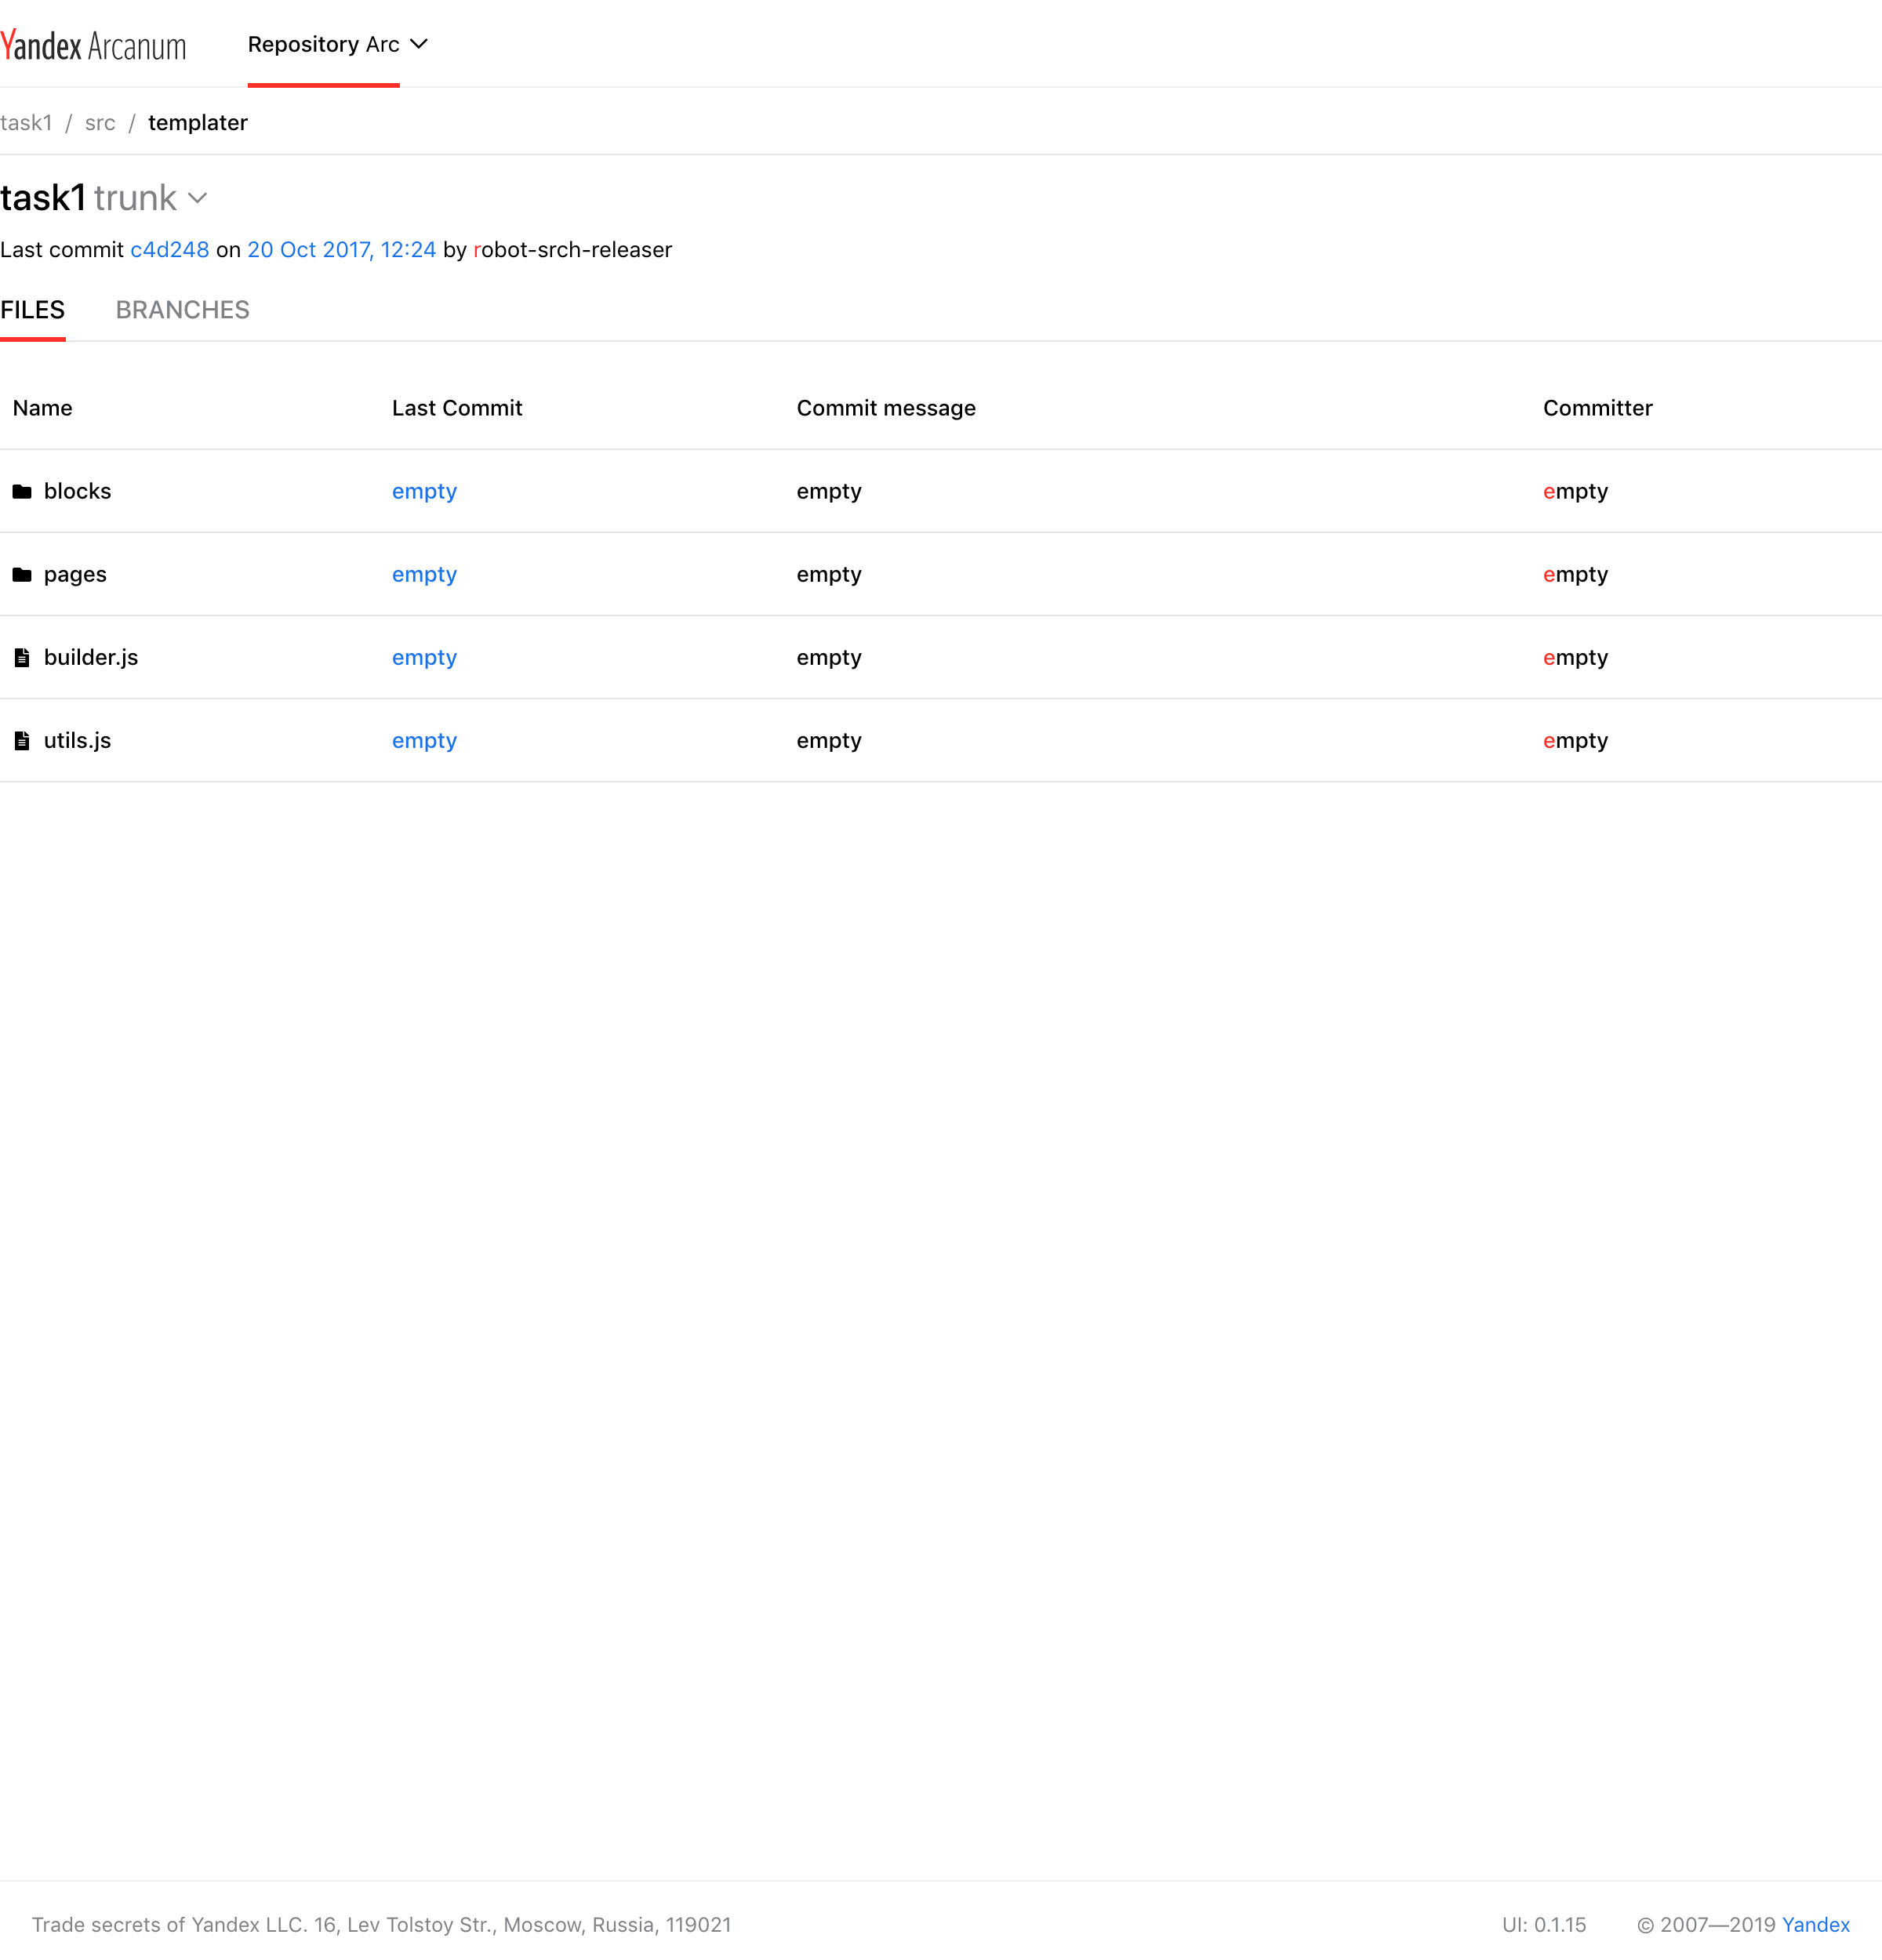 Yandex Arcanum Repository Arc
task1 / src / templater
task1 trunk
Last commit c4d248 on 20 Oct 2017, 12:24 by robot-srch-releaser
FILES BRANCHES
Name Last Commit Commit message Committer
blocks empty empty empty
pages empty empty empty
builder.js empty empty empty
utils.js empty empty empty
Trade secrets of Yandex LLC. 16, Lev Tolstoy Str., Moscow, Russia, 119021 UI: 0.1.15 © 2007—2019 Yandex